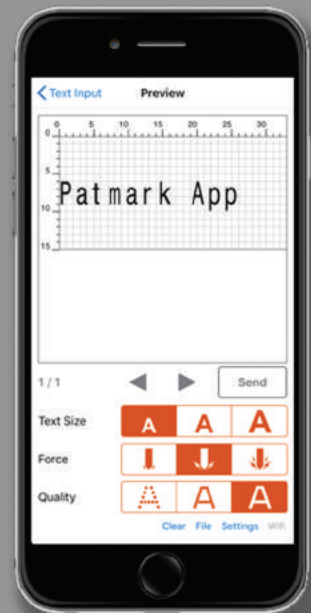 Text Input Preview
0 5 10 15 20 25 30
0
5
10
15
Patmark App
1/1 Send
Text Size A A A
Force
Quality A A A
Clear File Settings Wifi